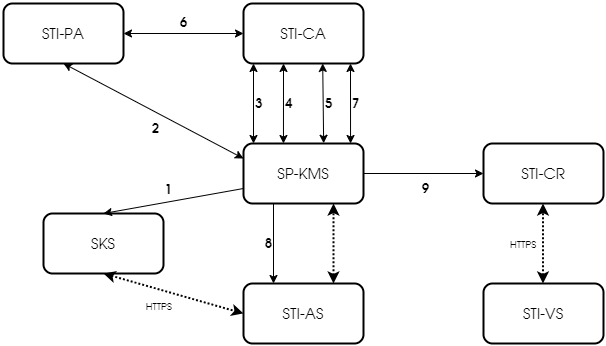 6
STI-PA
STI-CA
3
4
5
7
2
SP-KMS
STI-CR
1
9
SKS
8
HTTPS
HTTPS
STI-AS
STI-VS